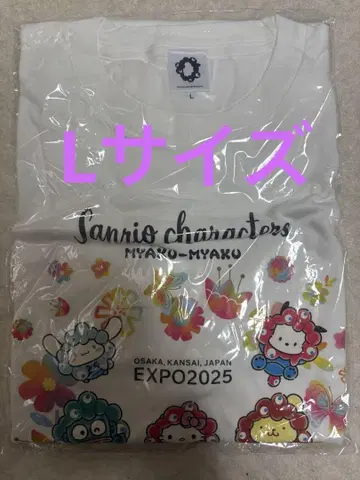 L
Lサイズ
Sanrio characters
MYAKU-MYAKU
OSAKA, KANSAI, JAPAN
EXPO2025